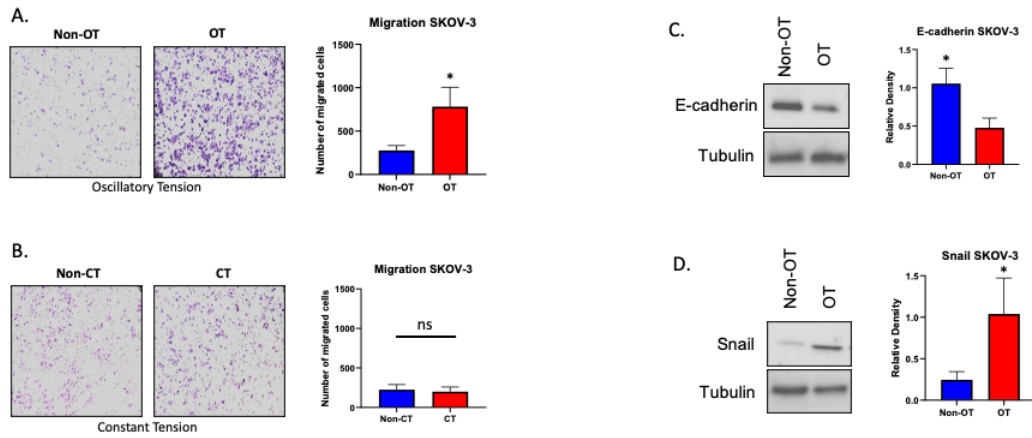 A.
Non-OT OT
Oscillatory Tension
Migration SKOV-3
Number of migrated cells
1500
1000
500
0
*
Non-OT OT
B.
Non-CT CT
Constant Tension
Migration SKOV-3
Number of migrated cells
1500
1000
500
0
ns
Non-CT CT
C.
Non-OT OT
E-cadherin
Tubulin
E-cadherin SKOV-3
Relative Density
1.5
1.0
0.5
0.0
*
Non-OT OT
D.
Non-OT OT
Snail
Tubulin
Snail SKOV-3
Relative Density
1.5
1.0
0.5
0.0
*
Non-OT OT